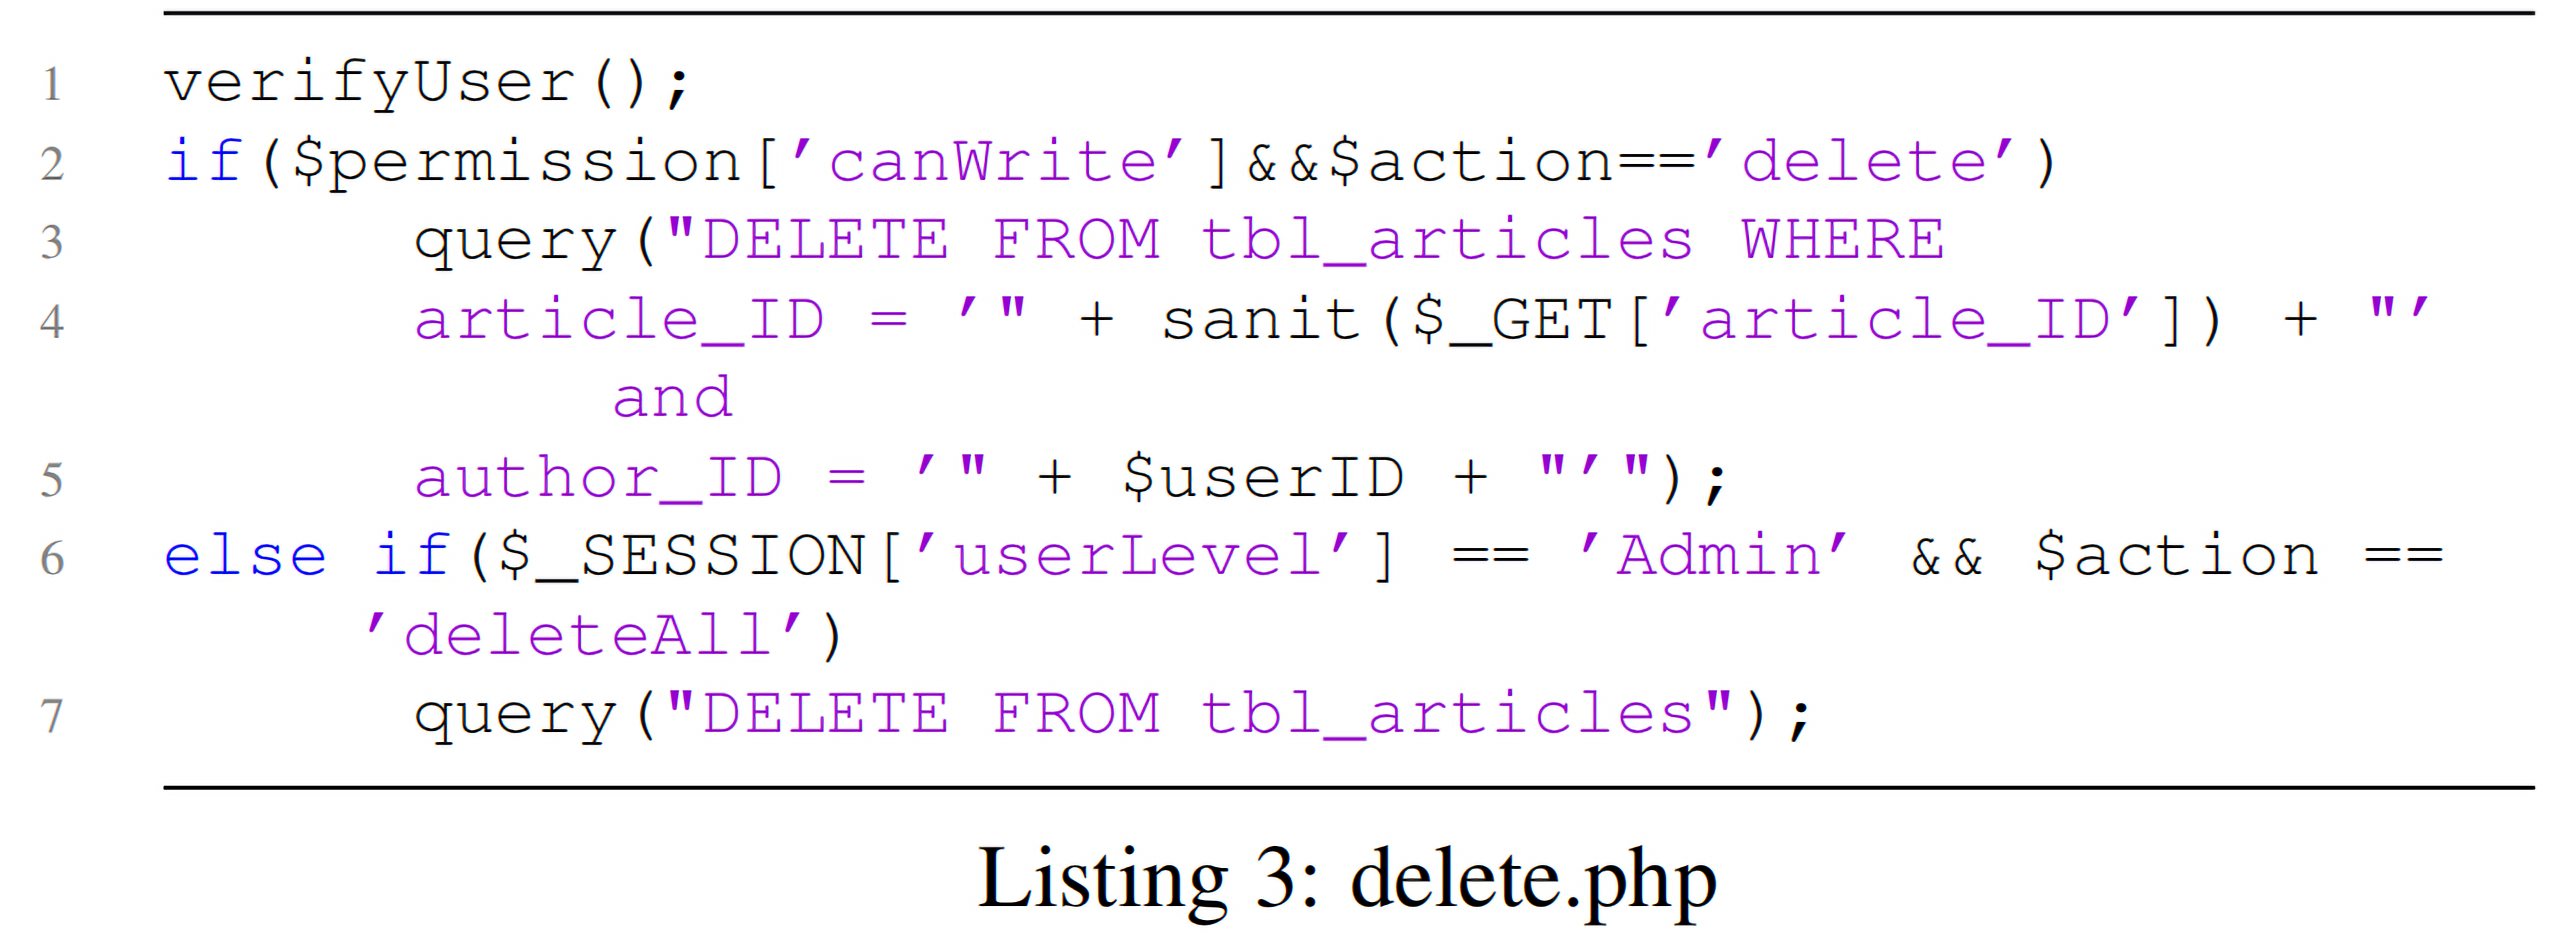 1 verifyUser();
2 if($permission['canWrite']&&$action=='delete')
3 query("DELETE FROM tbl_articles WHERE
4 article_ID = '" + sanit($_GET['article_ID']) + "'
and
5 author_ID = '" + $userID + "'");
6 else if($_SESSION['userLevel'] == 'Admin' && $action ==
'deleteAll')
7 query("DELETE FROM tbl_articles");
Listing 3: delete.php